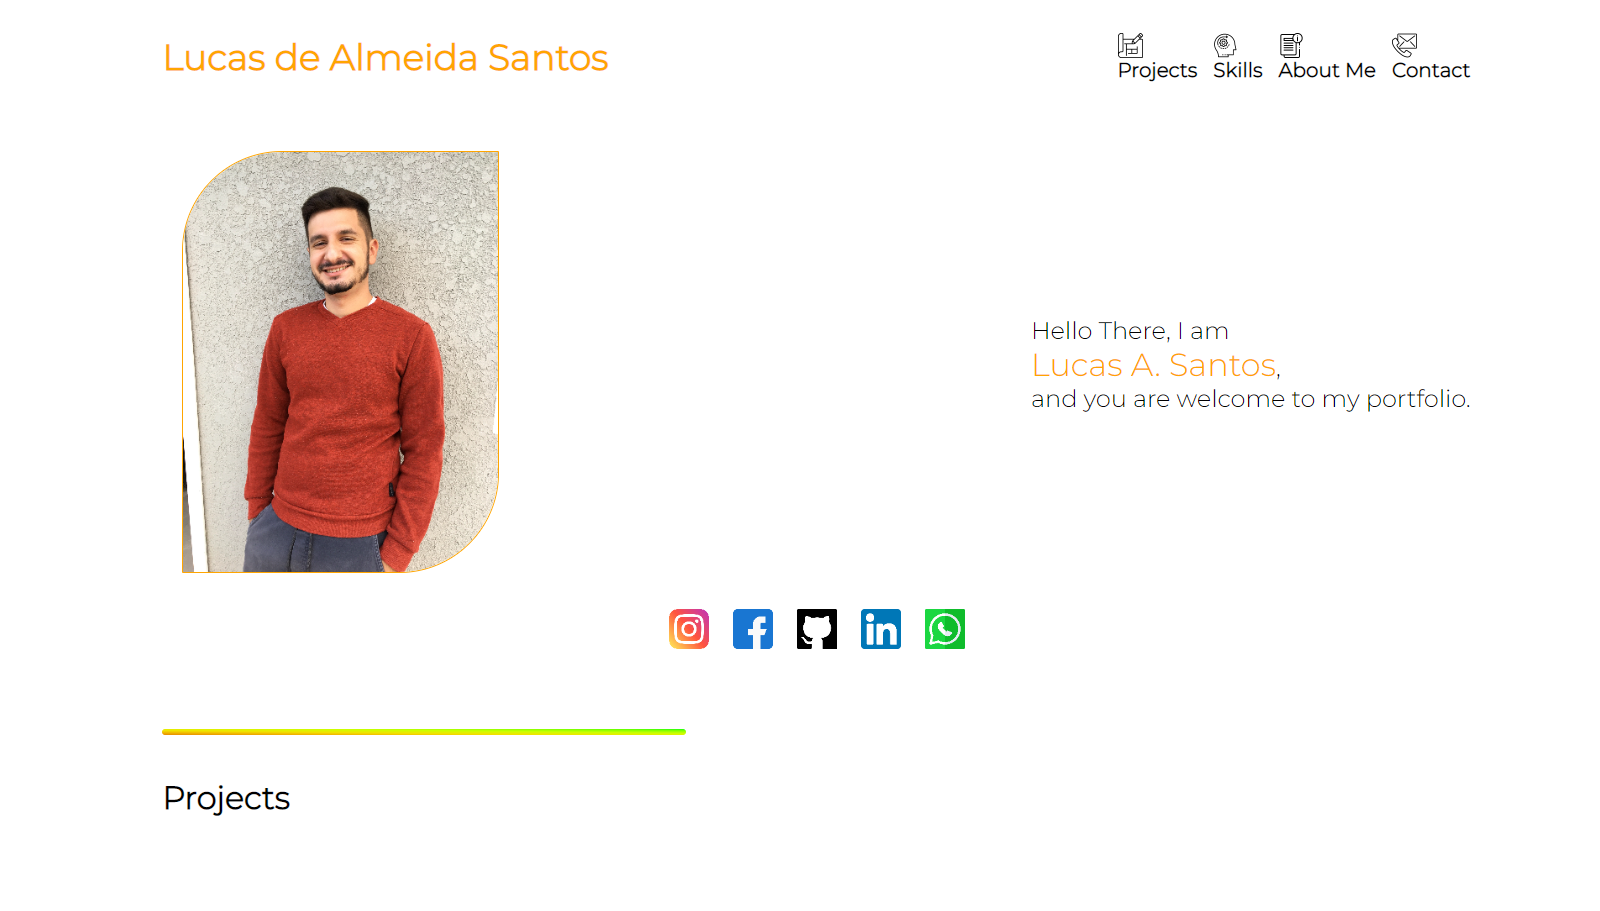 Lucas de Almeida Santos
Projects Skills About Me Contact
Hello There, I am
Lucas A. Santos,
and you are welcome to my portfolio.
Projects